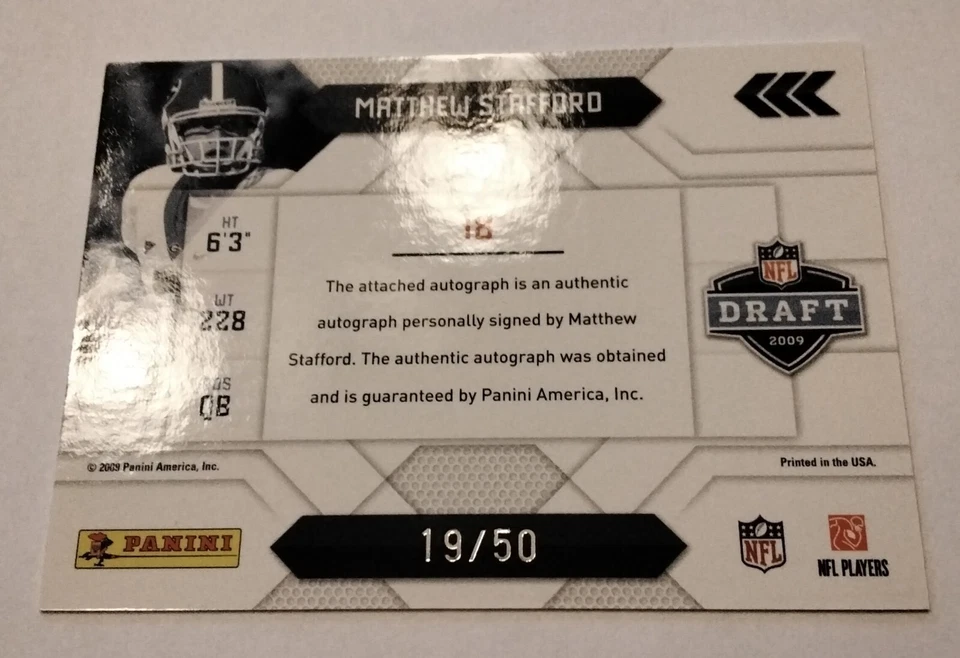 MATTHEW STAFFORD
HT
6'3"
WT
228
POS
QB
18
The attached autograph is an authentic
autograph personally signed by Matthew
Stafford. The authentic autograph was obtained
and is guaranteed by Panini America, Inc.
NFL
DRAFT
2009
© 2009 Panini America, Inc.
Printed in the USA.
PANINI
19/50
NFL
NFL PLAYERS